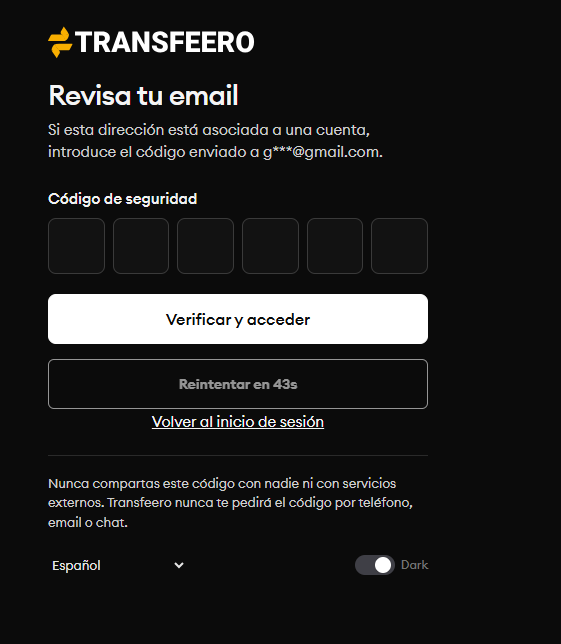 TRANSFEERO
Revisa tu email
Si esta dirección está asociada a una cuenta,
introduce el código enviado a g***@gmail.com.
Código de seguridad
Verificar y acceder
Reintentar en 43s
Volver al inicio de sesión
Nunca compartas este código con nadie ni con servicios
externos. Transfeero nunca te pedirá el código por teléfono,
email o chat.
Español
Dark